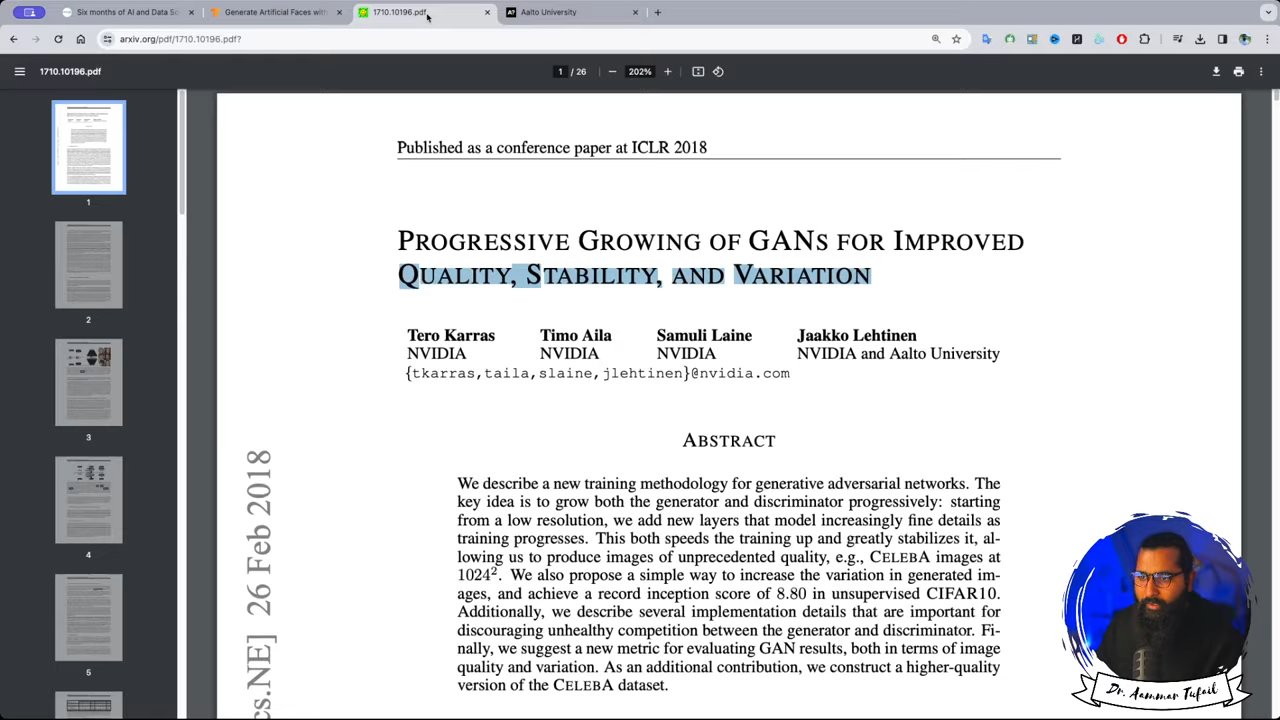 Six months of AI and Data Sc
Generate Artificial Faces with
1710.10196.pdf
Aalto University
arxiv.org/pdf/1710.10196.pdf?
1710.10196.pdf
1 / 26
202%
1
2
3
4
5
Published as a conference paper at ICLR 2018
PROGRESSIVE GROWING OF GANS FOR IMPROVED
QUALITY, STABILITY, AND VARIATION
Tero Karras Timo Aila Samuli Laine Jaakko Lehtinen
NVIDIA NVIDIA NVIDIA NVIDIA and Aalto University
{tkarras,taila,slaine,jlehtinen}@nvidia.com
ABSTRACT
We describe a new training methodology for generative adversarial networks. The
key idea is to grow both the generator and discriminator progressively: starting
from a low resolution, we add new layers that model increasingly fine details as
training progresses. This both speeds the training up and greatly stabilizes it, al-
lowing us to produce images of unprecedented quality, e.g., CELEBA images at
1024². We also propose a simple way to increase the variation in generated im-
ages, and achieve a record inception score of 8.80 in unsupervised CIFAR10.
Additionally, we describe several implementation details that are important for
discouraging unhealthy competition between the generator and discriminator. Fi-
nally, we suggest a new metric for evaluating GAN results, both in terms of image
quality and variation. As an additional contribution, we construct a higher-quality
version of the CELEBA dataset.
cs.NE] 26 Feb 2018
Dr. Aammar Tufail